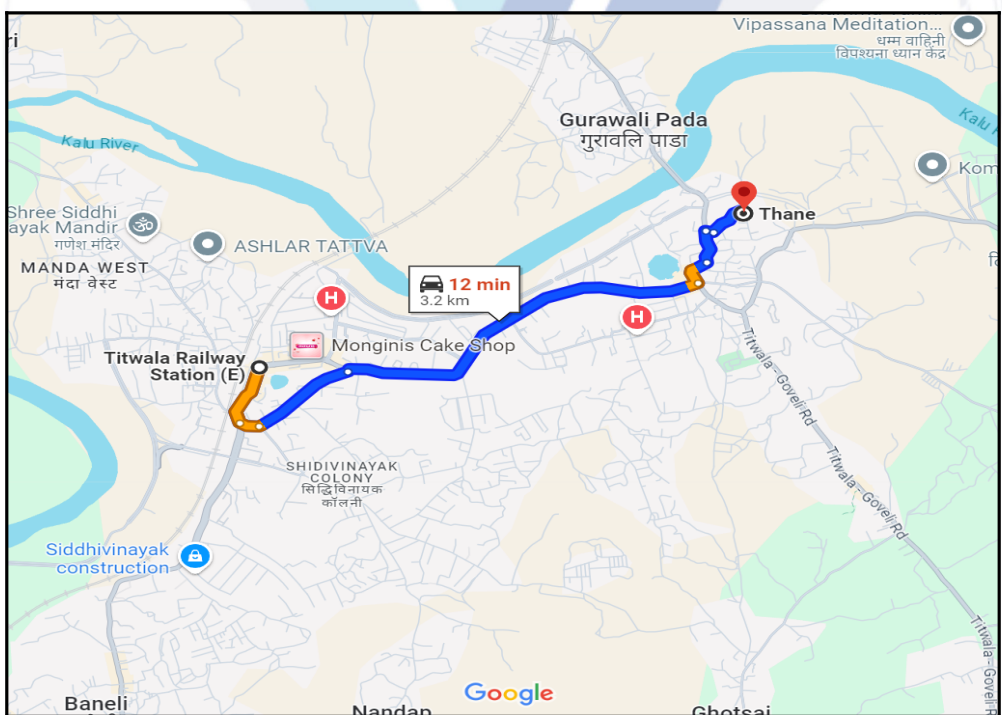 Vipassana Meditation...
धम्म वाहिनी
विपश्यना ध्यान केंद्र
ri
Gurawali Pada
गुरावलि पाडा
Kalu River
Kalu
Kom
Thane
Shree Siddhi
ayak Mandir
गणेश मंदिर
ASHLAR TATTVA
MANDA WEST
मंदा वेस्ट
12 min
3.2 km
H
H
Monginis Cake Shop
Titwala Railway
Station (E)
Titwala - Goveli Rd
Titwala - Goveli Rd
Titwala - Goveli R
SHIDIVINAYAK
COLONY
सिद्धिविनायक
कॉलनी
Siddhivinayak
construction
Google
Baneli
Nandap
Ghotsai